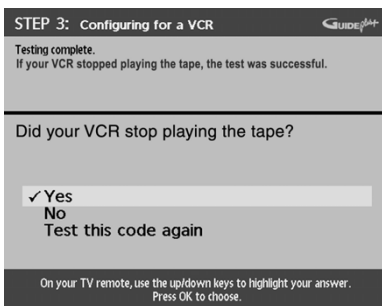 STEP 3: Configuring for a VCR
GUIDEPlus+
Testing complete.
If your VCR stopped playing the tape, the test was successful.
Did your VCR stop playing the tape?
✓ Yes
No
Test this code again
On your TV remote, use the up/down keys to highlight your answer.
Press OK to choose.